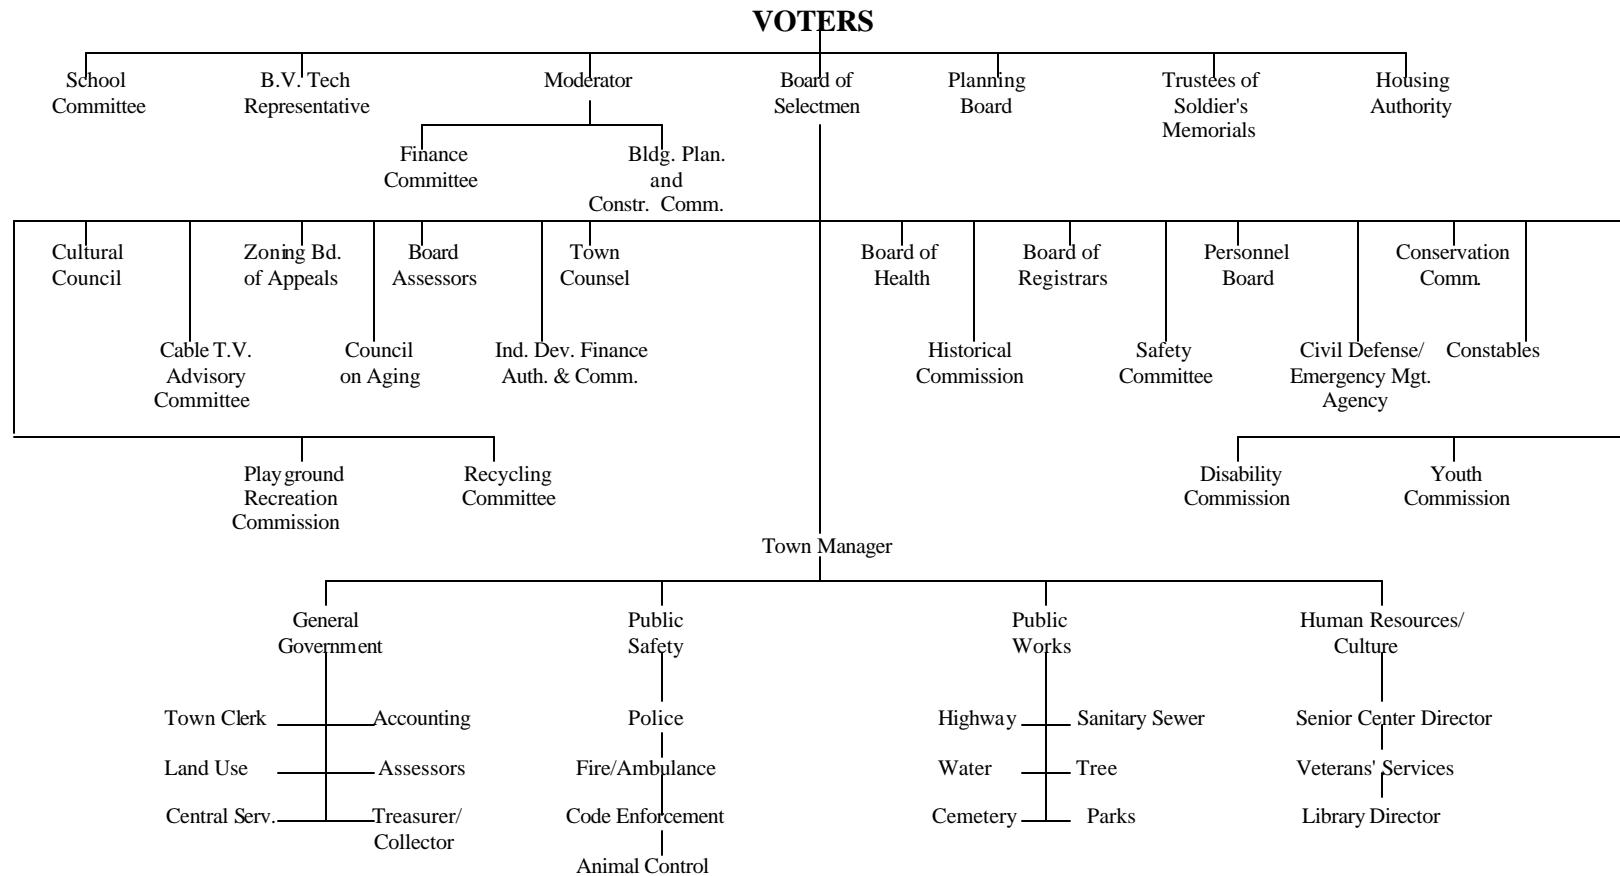 VOTERS
School
Committee
B.V. Tech
Representative
Moderator
Board of
Selectmen
Planning
Board
Trustees of
Soldier's
Memorials
Housing
Authority
Finance
Committee
Bldg. Plan.
and
Constr. Comm.
Cultural
Council
Zoning Bd.
of Appeals
Board
Assessors
Town
Counsel
Board of
Health
Board of
Registrars
Personnel
Board
Conservation
Comm.
Cable T.V.
Advisory
Committee
Council
on Aging
Ind. Dev. Finance
Auth. & Comm.
Historical
Commission
Safety
Committee
Civil Defense/
Emergency Mgt.
Agency
Constables
Playground
Recreation
Commission
Recycling
Committee
Disability
Commission
Youth
Commission
Town Manager
General
Government
Public
Safety
Public
Works
Human Resources/
Culture
Town Clerk
Accounting
Land Use
Assessors
Central Serv.
Treasurer/
Collector
Police
Fire/Ambulance
Code Enforcement
Animal Control
Highway
Sanitary Sewer
Water
Tree
Cemetery
Parks
Senior Center Director
Veterans' Services
Library Director